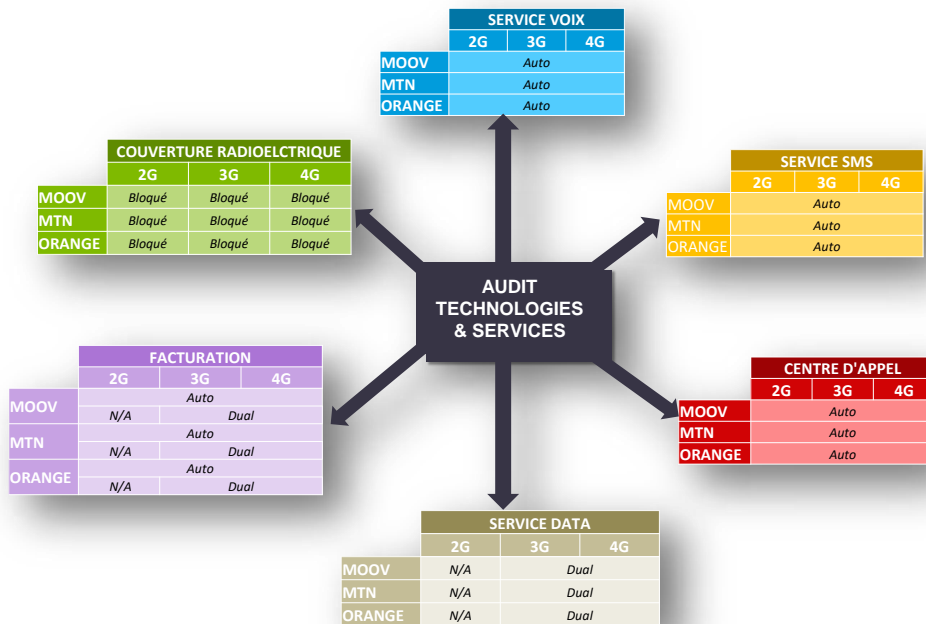 SERVICE VOIX
2G 3G 4G
MOOV Auto
MTN Auto
ORANGE Auto
COUVERTURE RADIOELCTRIQUE
2G 3G 4G
MOOV Bloqué Bloqué Bloqué
MTN Bloqué Bloqué Bloqué
ORANGE Bloqué Bloqué Bloqué
SERVICE SMS
2G 3G 4G
MOOV Auto
MTN Auto
ORANGE Auto
AUDIT
TECHNOLOGIES
& SERVICES
FACTURATION
2G 3G 4G
MOOV Auto
N/A Dual
MTN Auto
N/A Dual
ORANGE Auto
N/A Dual
CENTRE D'APPEL
2G 3G 4G
MOOV Auto
MTN Auto
ORANGE Auto
SERVICE DATA
2G 3G 4G
MOOV N/A Dual
MTN N/A Dual
ORANGE N/A Dual